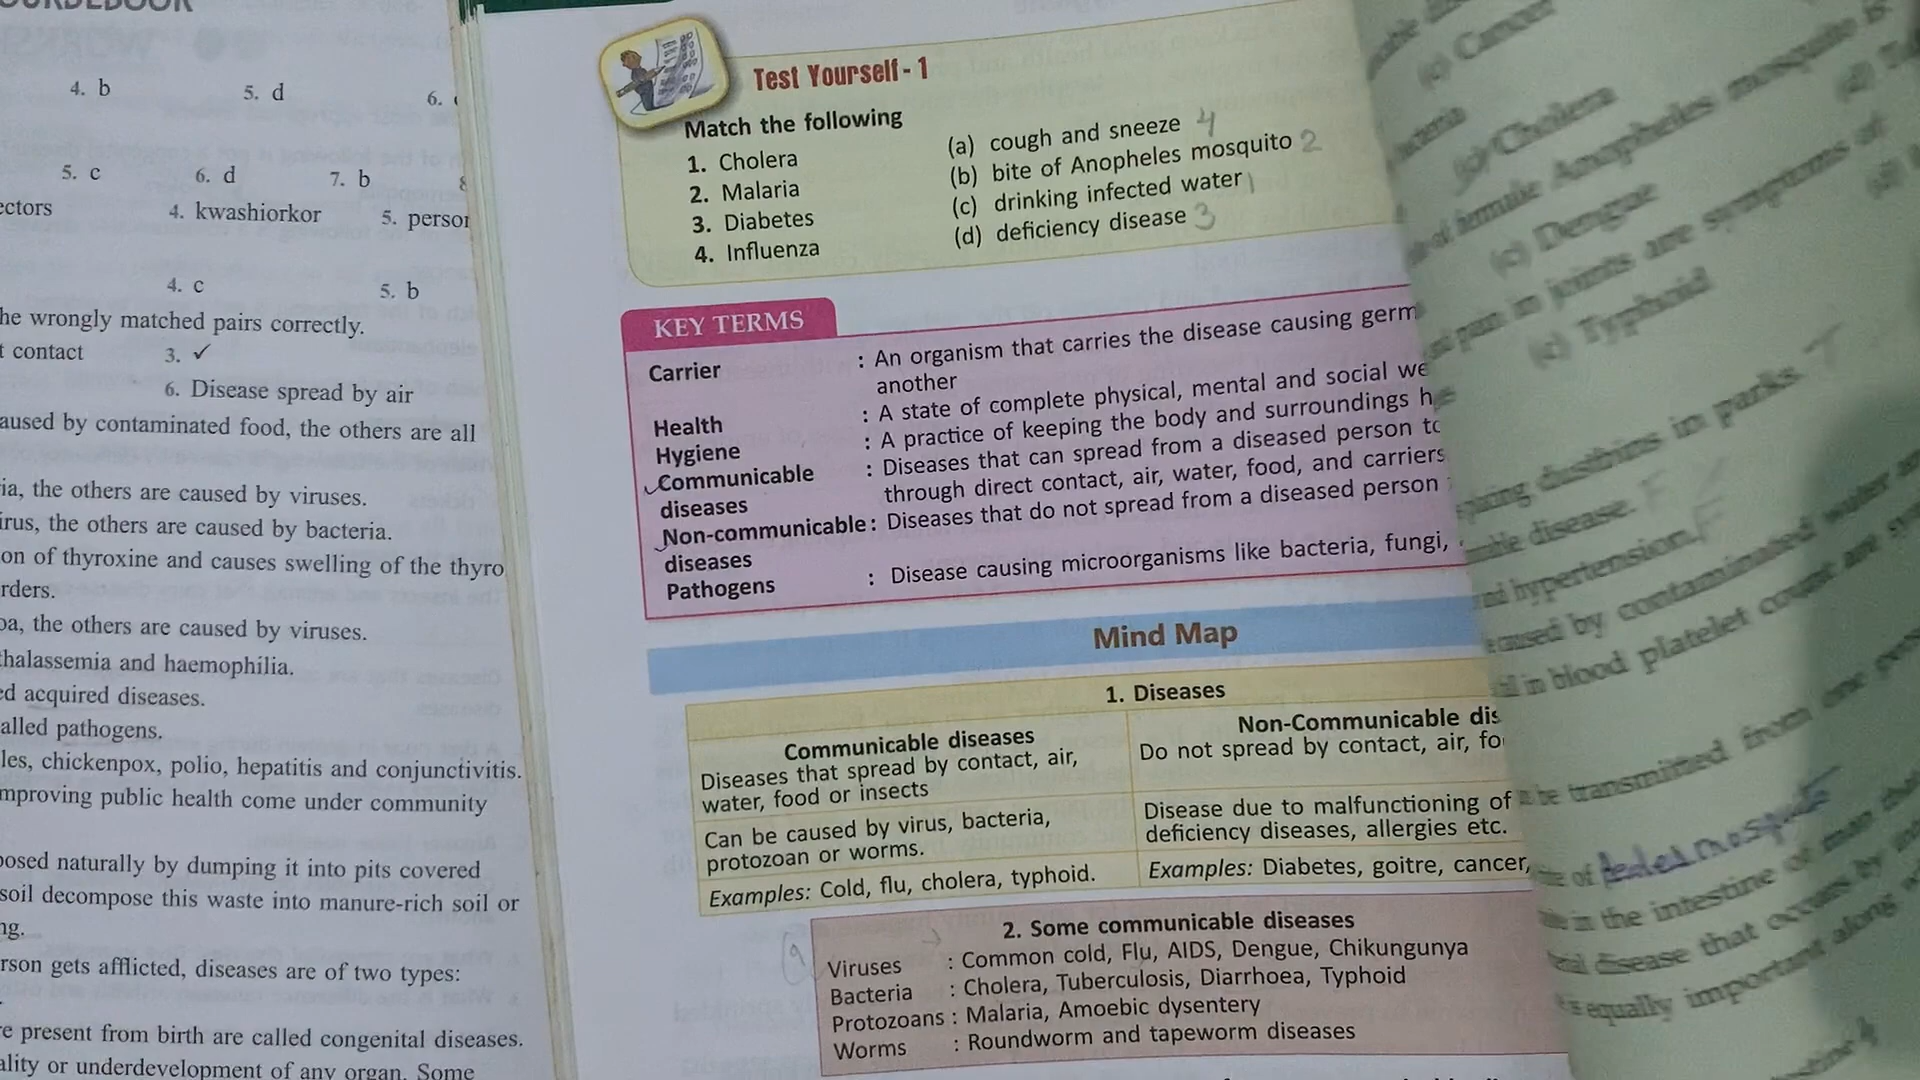 4. b 5. d 6.
5. c 6. d 7. b
ectors 4. kwashiorkor 5. person
4. c 5. b
he wrongly matched pairs correctly.
t contact 3. ✓
6. Disease spread by air
aused by contaminated food, the others are all
ia, the others are caused by viruses.
irus, the others are caused by bacteria.
on of thyroxine and causes swelling of the thyro
rders.
oa, the others are caused by viruses.
thalassemia and haemophilia.
ed acquired diseases.
alled pathogens.
les, chickenpox, polio, hepatitis and conjunctivitis.
mproving public health come under community
posed naturally by dumping it into pits covered
soil decompose this waste into manure-rich soil or
ng.
rson gets afflicted, diseases are of two types:
re present from birth are called congenital diseases.
ality or underdevelopment of any organ. Some
Test Yourself - 1
Match the following
1. Cholera (a) cough and sneeze 4
2. Malaria (b) bite of Anopheles mosquito 2
3. Diabetes (c) drinking infected water 1
4. Influenza (d) deficiency disease 3
KEY TERMS
Carrier : An organism that carries the disease causing germ
another
Health : A state of complete physical, mental and social we
Hygiene : A practice of keeping the body and surroundings h
Communicable : Diseases that can spread from a diseased person to
diseases through direct contact, air, water, food, and carriers
Non-communicable : Diseases that do not spread from a diseased person
diseases
Pathogens : Disease causing microorganisms like bacteria, fungi,
Mind Map
1. Diseases
Communicable diseases Non-Communicable dis
Diseases that spread by contact, air, Do not spread by contact, air, fo
water, food or insects
Can be caused by virus, bacteria, Disease due to malfunctioning of
protozoan or worms. deficiency diseases, allergies etc.
Examples: Cold, flu, cholera, typhoid. Examples: Diabetes, goitre, cancer,
2. Some communicable diseases
Viruses : Common cold, Flu, AIDS, Dengue, Chikungunya
Bacteria : Cholera, Tuberculosis, Diarrhoea, Typhoid
Protozoans : Malaria, Amoebic dysentery
Worms : Roundworm and tapeworm diseases
(c) Cancer
bacteria
(c) Cholera
of female Anopheles mosquito is
(c) Dengue
pain in joints are symptoms of
(c) Typhoid
dustbins in parks. T
disease. F
and hypertension. F
caused by contaminated water
in blood platelet count are
be transmitted from one
of mosquito
in the intestine of man
disease that occurs by
is equally important along